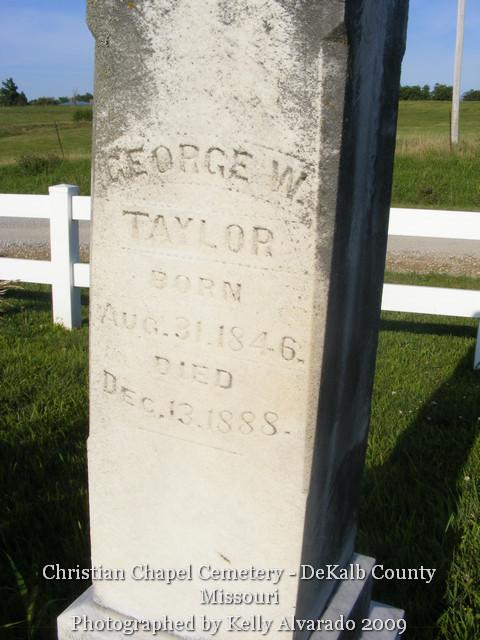 GEORGE W.
TAYLOR
BORN
AUG. 31. 1846.
DIED
DEC. 13. 1888.
Christian Chapel Cemetery - DeKalb County
Missouri
Photographed by Kelly Alvarado 2009